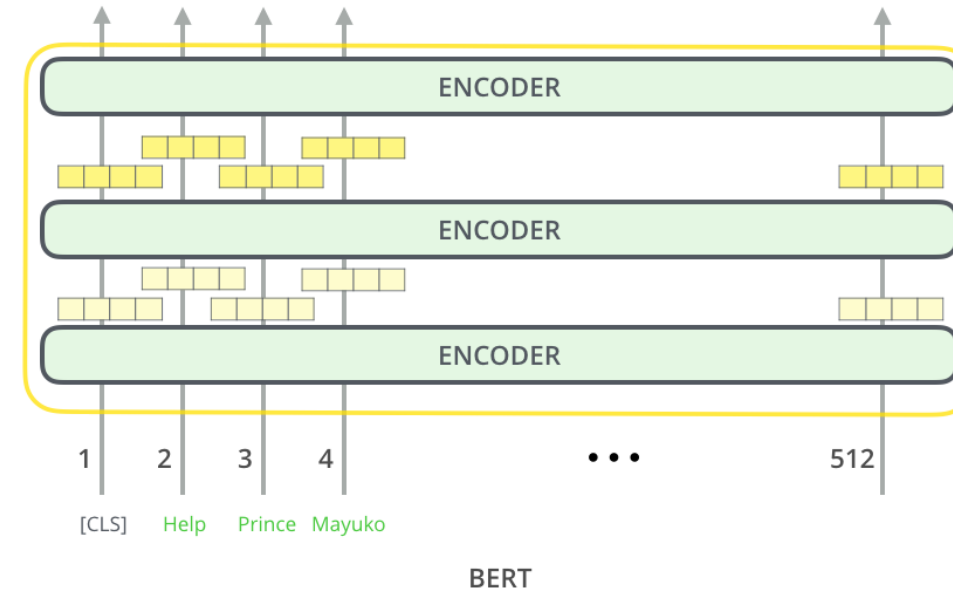 ENCODER
ENCODER
ENCODER
1 2 3 4 ••• 512
[CLS] Help Prince Mayuko
BERT